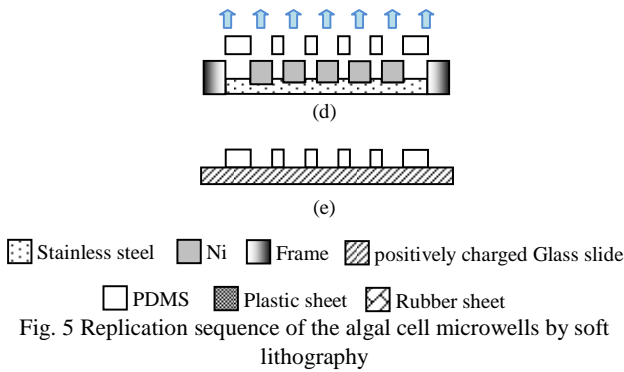 (d)
(e)
Stainless steel Ni Frame positively charged Glass slide
PDMS Plastic sheet Rubber sheet
Fig. 5 Replication sequence of the algal cell microwells by soft
lithography